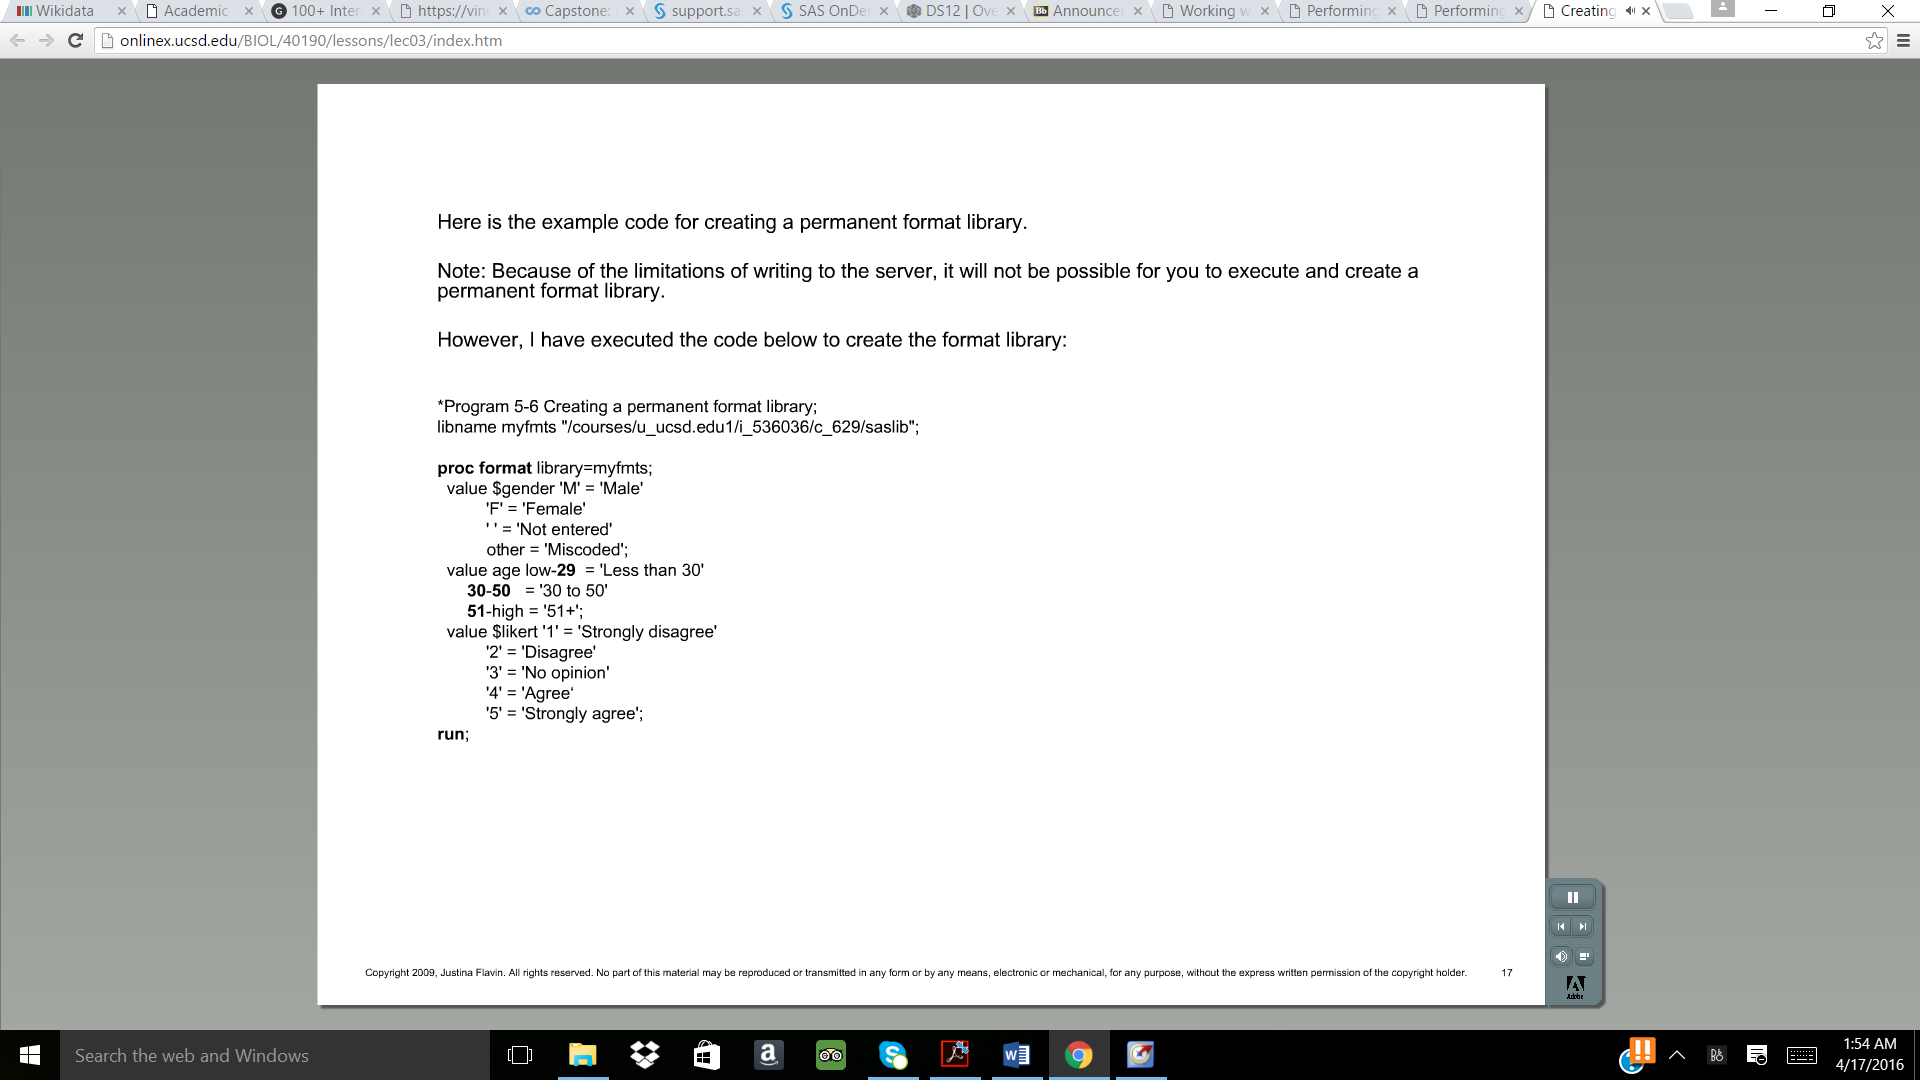 Wikidata
Academic
100+ Inter
https://vin
Capstone:
support.sa
SAS OnDe
DS12 | Ove
Announce
Working w
Performing
Performing
Creating
onlinex.ucsd.edu/BIOL/40190/lessons/lec03/index.htm
Here is the example code for creating a permanent format library.
Note: Because of the limitations of writing to the server, it will not be possible for you to execute and create a
permanent format library.
However, I have executed the code below to create the format library:
*Program 5-6 Creating a permanent format library;
libname myfmts "/courses/u_ucsd.edu1/i_536036/c_629/saslib";
proc format library=myfmts;
value $gender 'M' = 'Male'
'F' = 'Female'
' ' = 'Not entered'
other = 'Miscoded';
value age low-29 = 'Less than 30'
30-50 = '30 to 50'
51-high = '51+';
value $likert '1' = 'Strongly disagree'
'2' = 'Disagree'
'3' = 'No opinion'
'4' = 'Agree‘
'5' = 'Strongly agree';
run;
Copyright 2009, Justina Flavin. All rights reserved. No part of this material may be reproduced or transmitted in any form or by any means, electronic or mechanical, for any purpose, without the express written permission of the copyright holder. 17
Adobe
Search the web and Windows
1:54 AM
4/17/2016